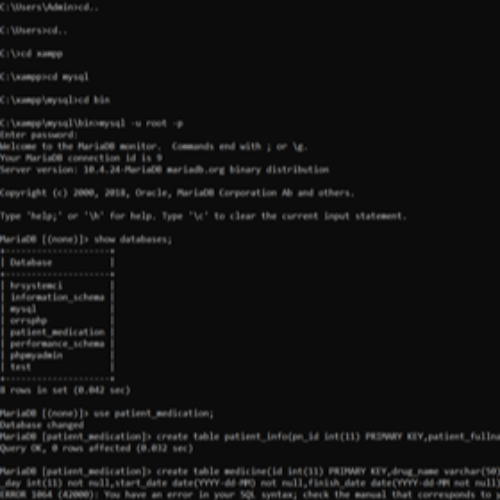 C:\Users\Admin>cd..
C:\Users>cd..
C:\>cd xampp
C:\xampp>cd mysql
C:\xampp\mysql>cd bin
C:\xampp\mysql\bin>mysql -u root -p
Enter password:
Welcome to the MariaDB monitor.  Commands end with ; or \g.
Your MariaDB connection id is 9
Server version: 10.4.24-MariaDB mariadb.org binary distribution
Copyright (c) 2000, 2018, Oracle, MariaDB Corporation Ab and others.
Type 'help;' or '\h' for help. Type '\c' to clear the current input statement.
MariaDB [(none)]> show databases;
+--------------------+
| Database           |
+--------------------+
| hrsystemci         |
| information_schema |
| mysql              |
| orrsphp            |
| patient_medication |
| performance_schema |
| phpmyadmin         |
| test               |
+--------------------+
8 rows in set (0.042 sec)
MariaDB [(none)]> use patient_medication;
Database changed
MariaDB [patient_medication]> create table patient_info(pn_id int(11) PRIMARY KEY,patient_fullna
Query OK, 0 rows affected (0.032 sec)
MariaDB [patient_medication]> create table medicine(id int(11) PRIMARY KEY,drug_name varchar(50
_day int(11) not null,start_date date(YYYY-dd-MM) not null,finish_date date(YYYY-dd-MM) not null
ERROR 1064 (42000): You have an error in your SQL syntax; check the manual that corresponds